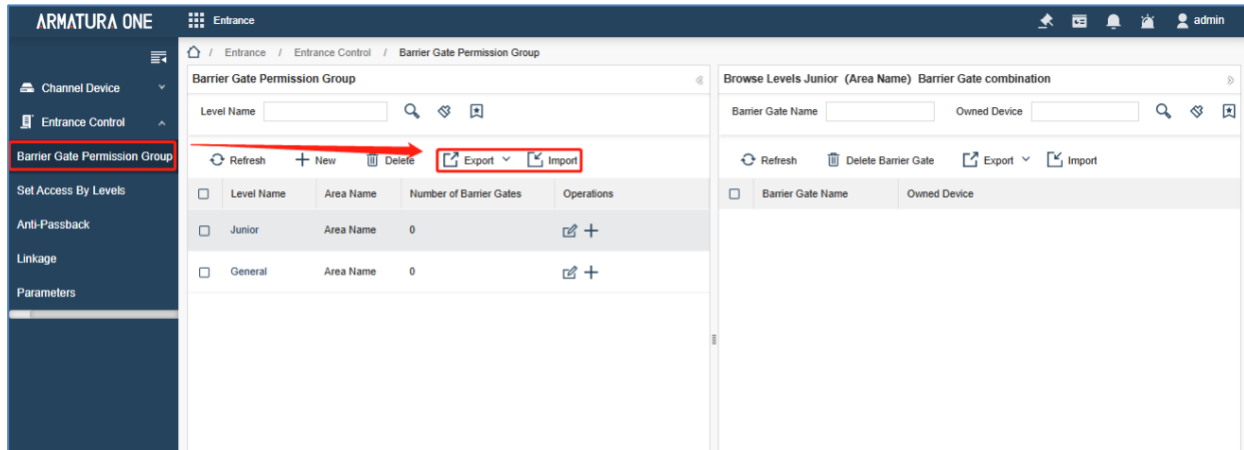 ARMATURA ONE
Entrance
admin
/ Entrance / Entrance Control / Barrier Gate Permission Group
Channel Device
Entrance Control
Barrier Gate Permission Group
Set Access By Levels
Anti-Passback
Linkage
Parameters
Barrier Gate Permission Group
Level Name
Refresh New Delete Export Import
Level Name Area Name Number of Barrier Gates Operations
Junior Area Name 0
General Area Name 0
Browse Levels Junior (Area Name) Barrier Gate combination
Barrier Gate Name Owned Device
Refresh Delete Barrier Gate Export Import
Barrier Gate Name Owned Device